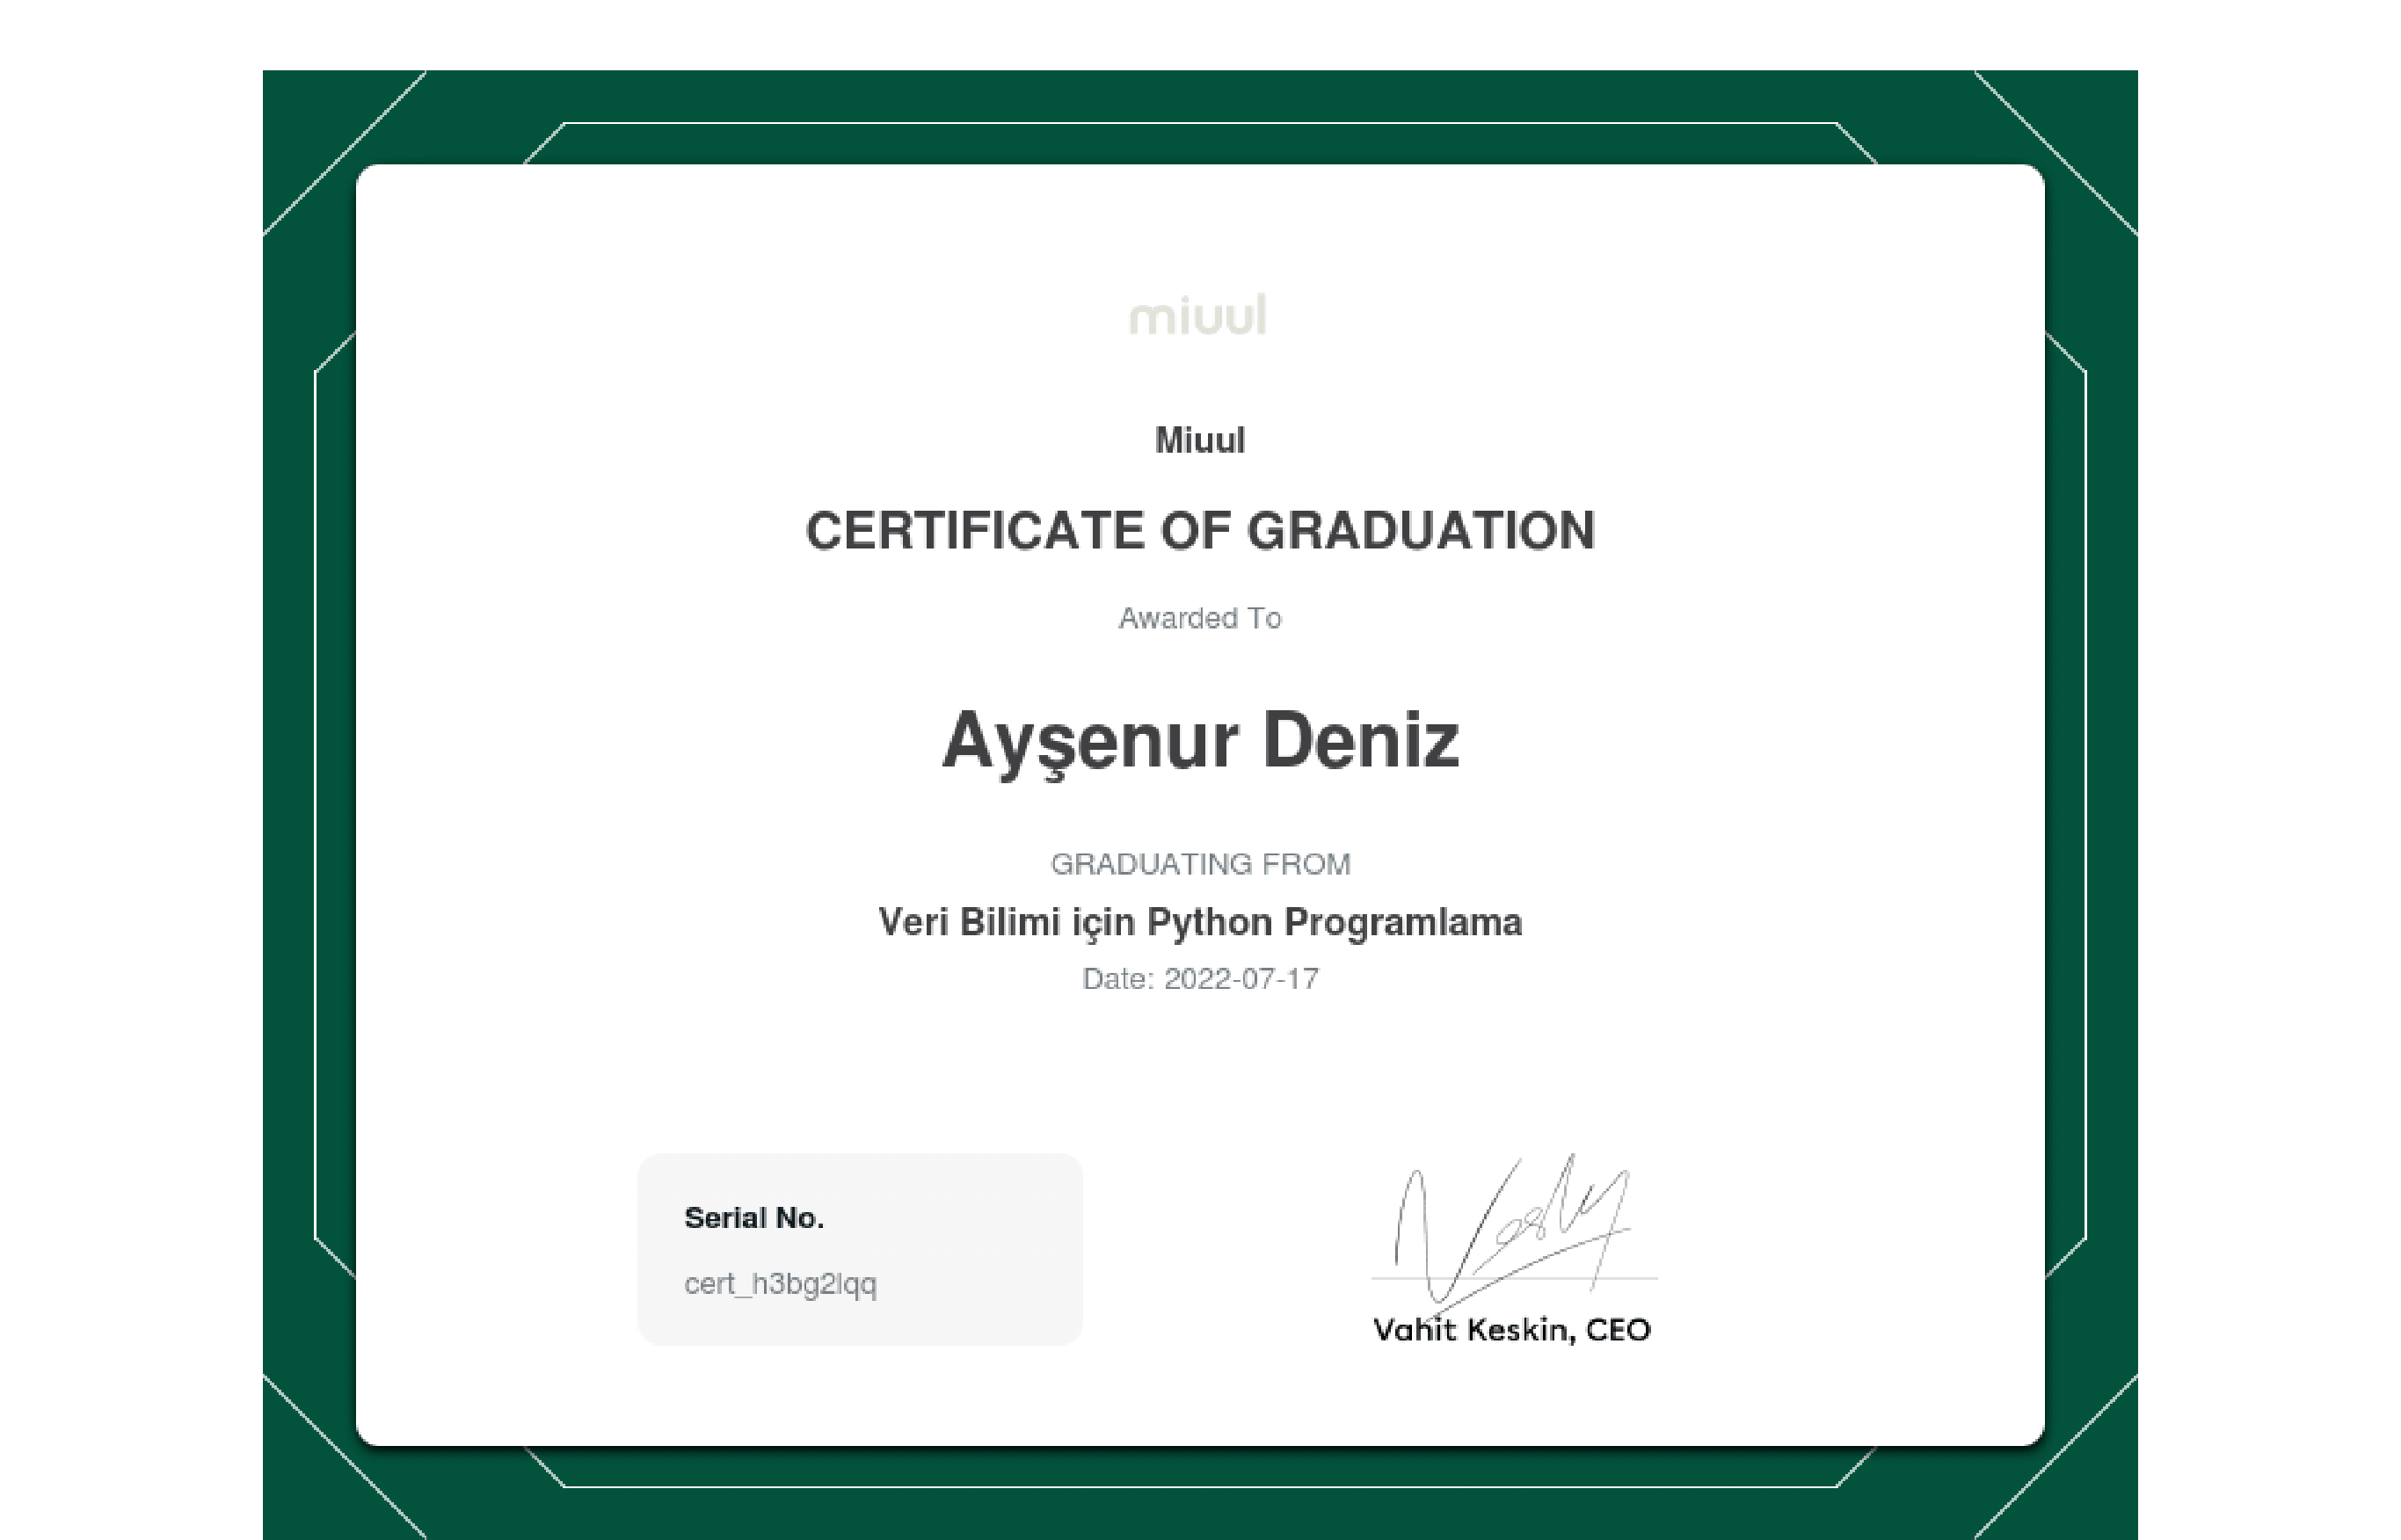 miuul
Miuul
CERTIFICATE OF GRADUATION
Awarded To
Ayşenur Deniz
GRADUATING FROM
Veri Bilimi için Python Programlama
Date: 2022-07-17
Serial No.
cert_h3bg2lqq
Vahit Keskin, CEO